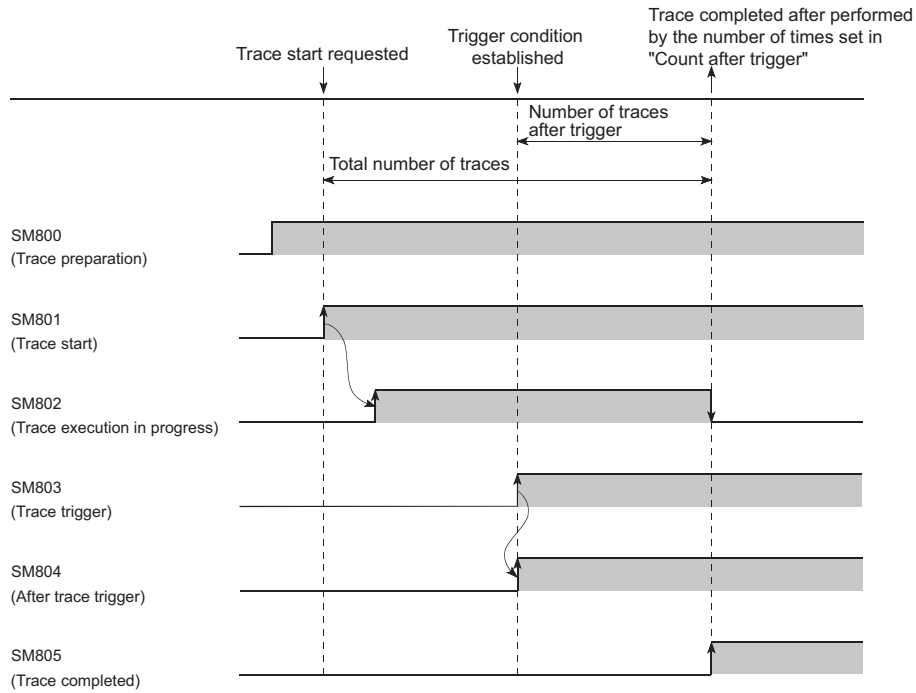 Trace start requested
Trigger condition
established
Trace completed after performed
by the number of times set in
"Count after trigger"
Number of traces
after trigger
Total number of traces
SM800
(Trace preparation)
SM801
(Trace start)
SM802
(Trace execution in progress)
SM803
(Trace trigger)
SM804
(After trace trigger)
SM805
(Trace completed)